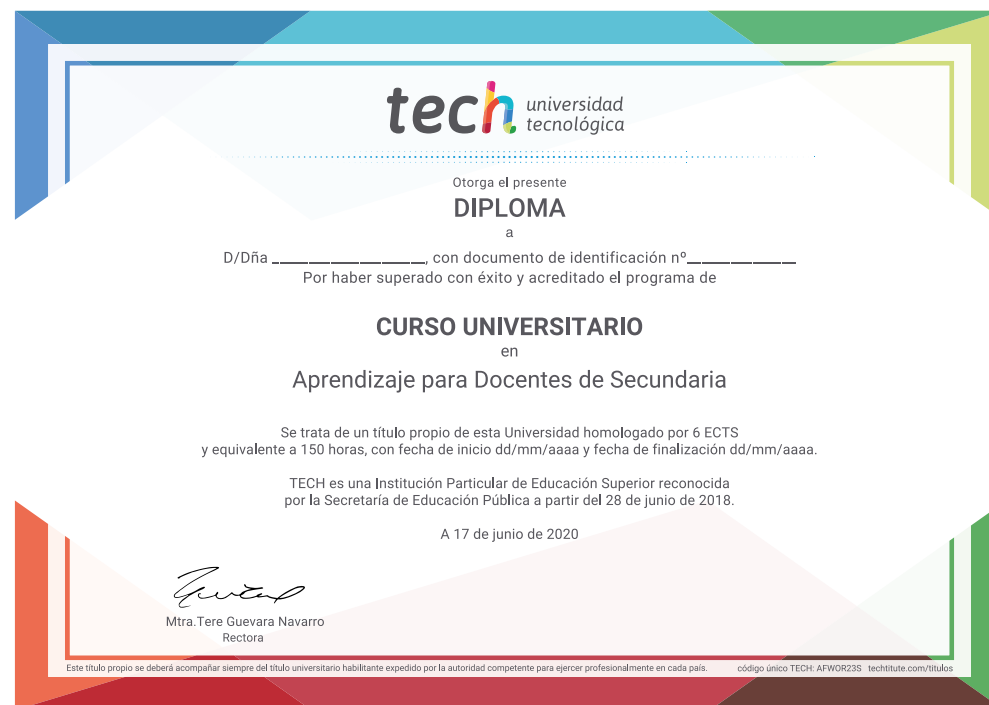 tech universidad
tecnológica
Otorga el presente
DIPLOMA
a
D/Dña _____________________, con documento de identificación nº_______________
Por haber superado con éxito y acreditado el programa de
CURSO UNIVERSITARIO
en
Aprendizaje para Docentes de Secundaria
Se trata de un título propio de esta Universidad homologado por 6 ECTS
y equivalente a 150 horas, con fecha de inicio dd/mm/aaaa y fecha de finalización dd/mm/aaaa.
TECH es una Institución Particular de Educación Superior reconocida
por la Secretaría de Educación Pública a partir del 28 de junio de 2018.
A 17 de junio de 2020
Mtra.Tere Guevara Navarro
Rectora
Este título propio se deberá acompañar siempre del título universitario habilitante expedido por la autoridad competente para ejercer profesionalmente en cada país. código único TECH: AFWOR23S techtitute.com/titulos